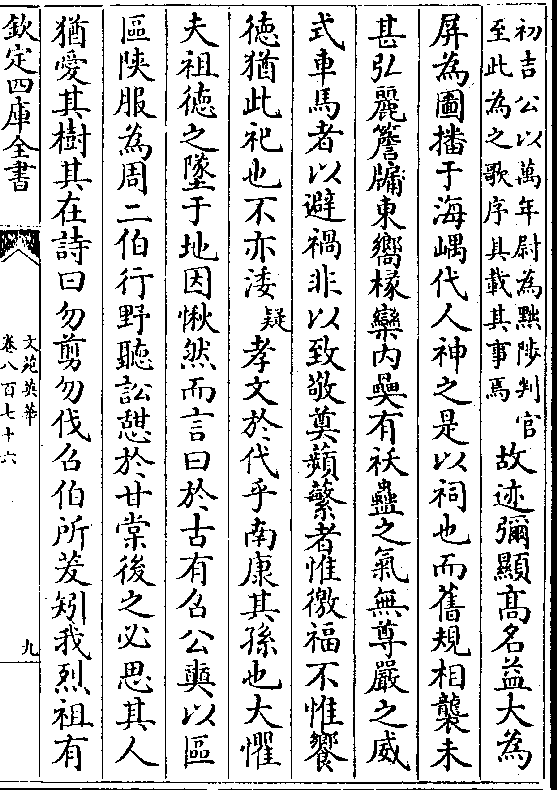 初吉公以萬年尉為黜陟判官
至此為之歌序具載其事焉
故迹彌顯髙名益大為
屏為圖播于海嵎代人神之是以祠也而舊規相襲未
甚弘麗簷牖東嚮椽欒内奰有祅蠱之氣無尊嚴之威
式車馬者以避禍非以致敬奠蘋蘩者惟徼福不惟饗
徳猶此祀也不亦凄疑孝文於代乎南康其孫也大懼
夫祖徳之墜于地因愀然而言曰於古有召公奭以區
區陝服為周二伯行野聽訟憇於甘棠後之必思其人
猶愛其樹其在詩曰勿剪勿伐召伯所茇矧我烈祖有
欽定四庫全書
文苑英華
卷八百七十六
九